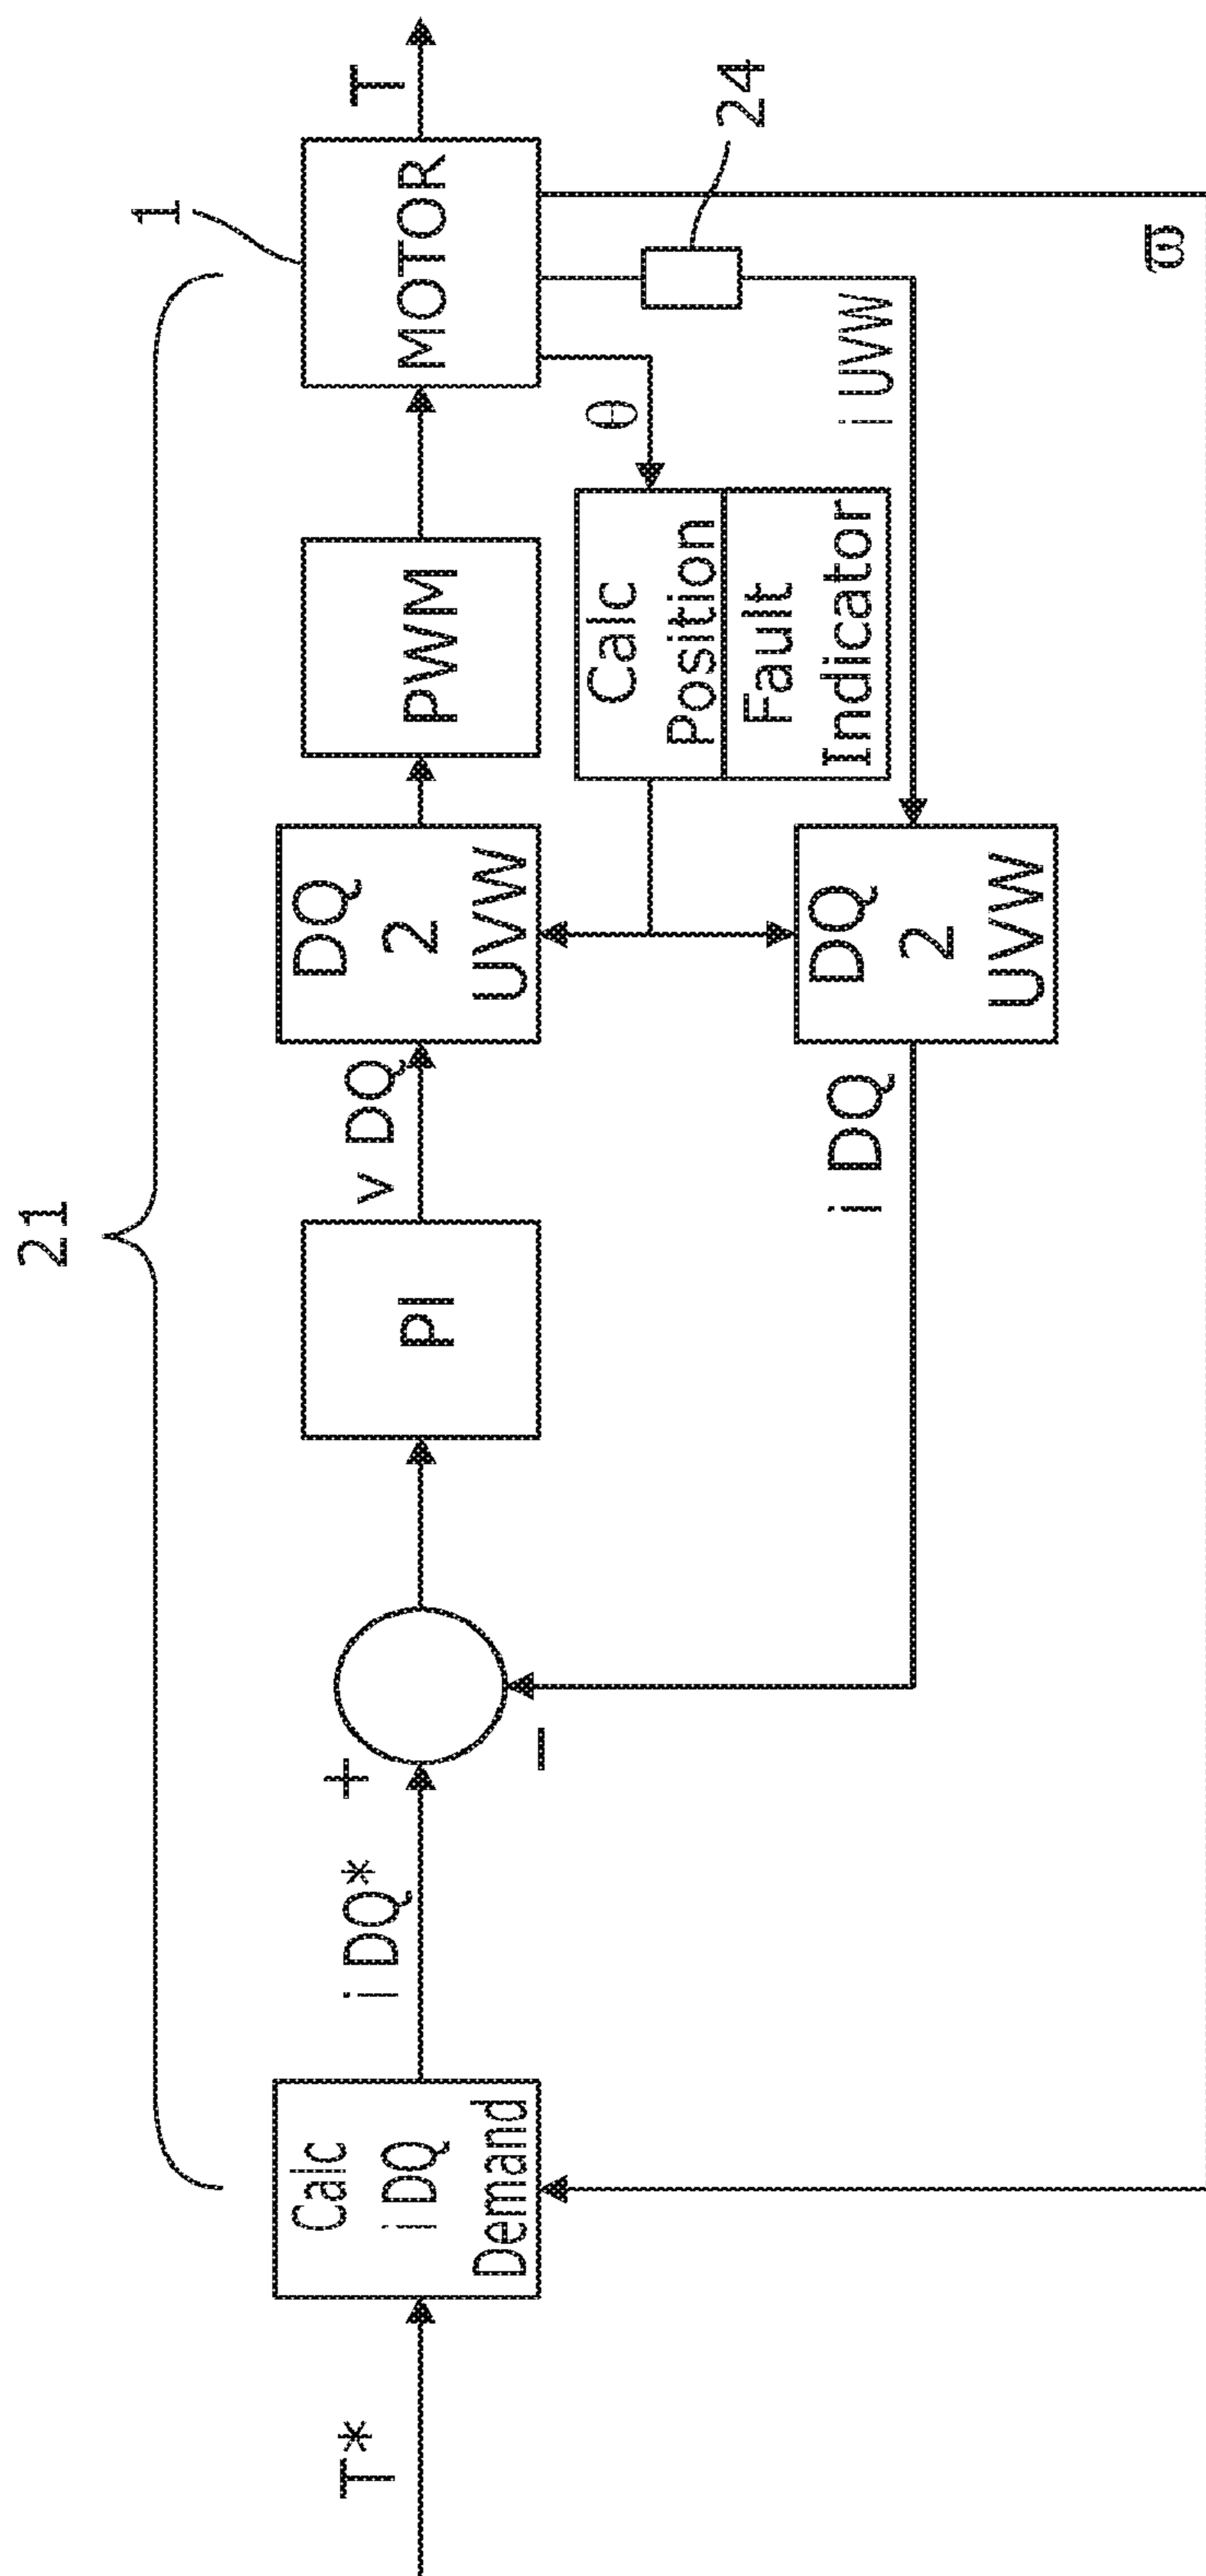 21
1
T*
Calc
i DQ
Demand
i DQ*
+
−
PI
v DQ
DQ
2
UVW
PWM
MOTOR
T
θ
24
Calc
Position
Fault
Indicator
i UVW
DQ
2
UVW
i DQ
ϖ